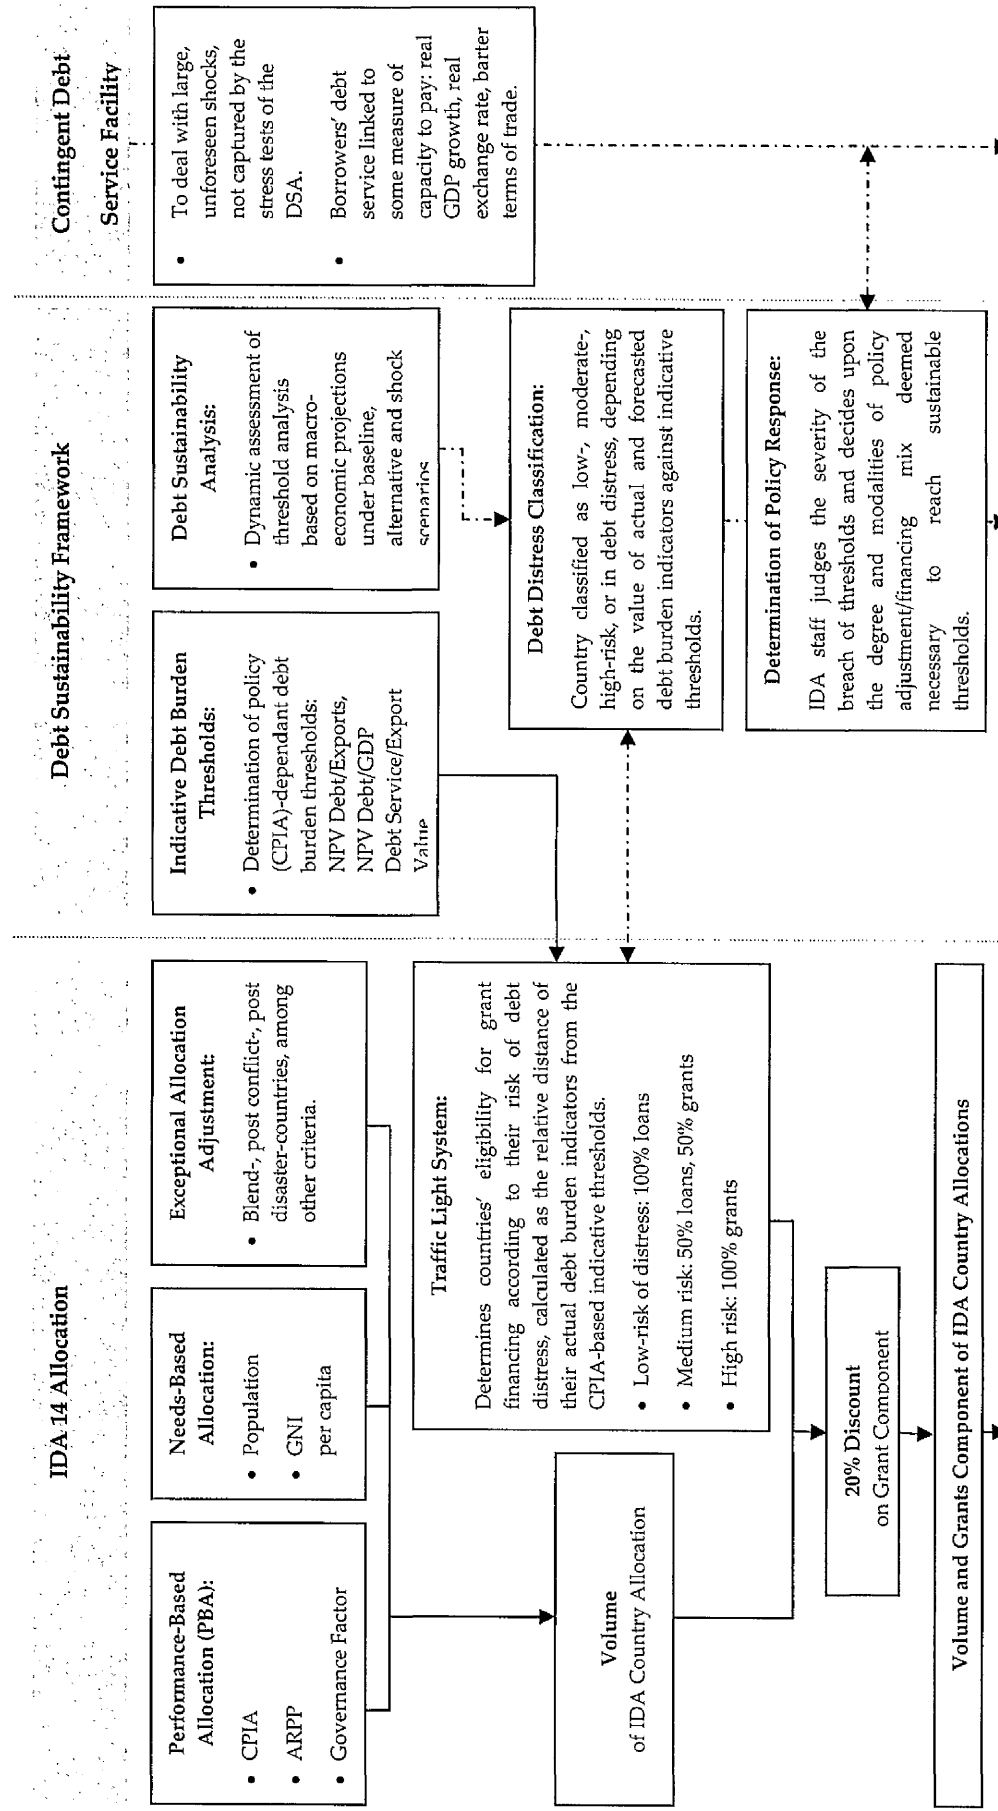 IDA 14 Allocation
Performance-Based
Allocation (PBA):
• CPIA
• ARPP
• Governance Factor
Needs-Based
Allocation:
• Population
• GNI
per capita
Exceptional Allocation
Adjustment:
• Blend-, post conflict-, post
disaster-countries, among
other criteria.
Volume
of IDA Country Allocation
Traffic Light System:
Determines countries' eligibility for grant
financing according to their risk of debt
distress, calculated as the relative distance of
their actual debt burden indicators from the
CPIA-based indicative thresholds.
• Low-risk of distress: 100% loans
• Medium risk: 50% loans, 50% grants
• High risk: 100% grants
20% Discount
on Grant Component
Volume and Grants Component of IDA Country Allocations
Debt Sustainability Framework
Indicative Debt Burden
Thresholds:
• Determination of policy
(CPIA)-dependant debt
burden thresholds:
NPV Debt/Exports,
NPV Debt/GDP
Debt Service/Export
Value
Debt Sustainability
Analysis:
• Dynamic assessment of
threshold analysis
based on macro-
economic projections
under baseline,
alternative and shock
scenarios
Debt Distress Classification:
Country classified as low-, moderate-,
high-risk, or in debt distress, depending
on the value of actual and forecasted
debt burden indicators against indicative
thresholds.
Determination of Policy Response:
IDA staff judges the severity of the
breach of thresholds and decides upon
the degree and modalities of policy
adjustment/financing mix deemed
necessary to reach sustainable
thresholds.
Contingent Debt
Service Facility
• To deal with large,
unforeseen shocks,
not captured by the
stress tests of the
DSA.
• Borrowers' debt
service linked to
some measure of
capacity to pay: real
GDP growth, real
exchange rate, barter
terms of trade.